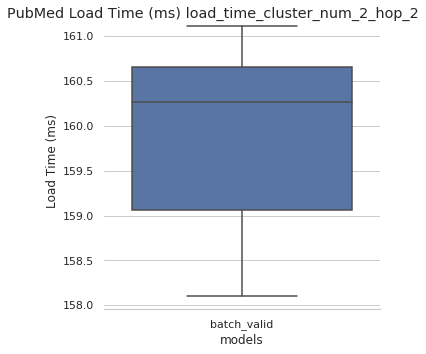 PubMed Load Time (ms) load_time_cluster_num_2_hop_2
161.0
160.5
160.0
159.5
159.0
158.5
158.0
Load Time (ms)
batch_valid
models